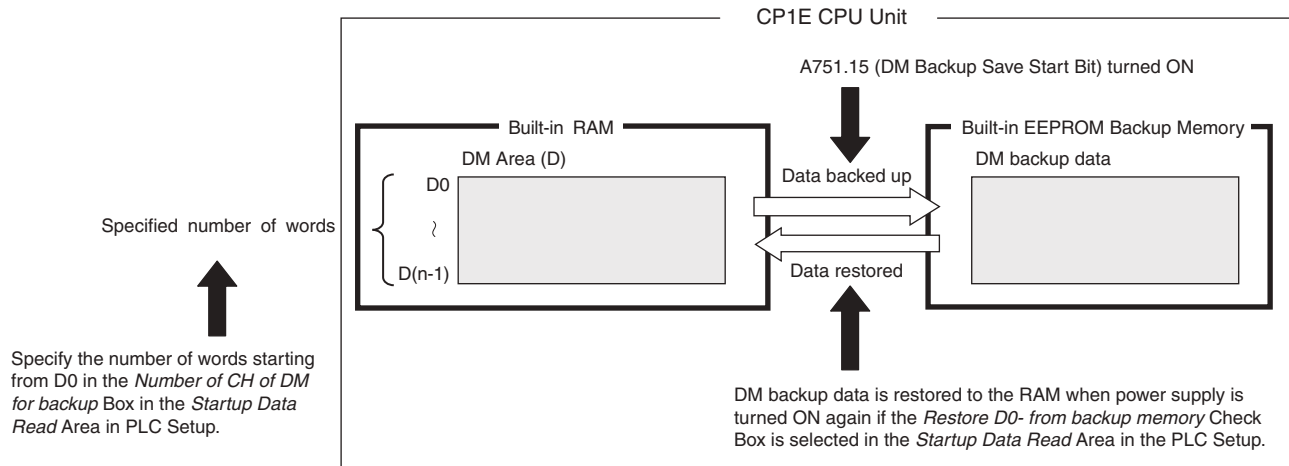 CP1E CPU Unit
A751.15 (DM Backup Save Start Bit) turned ON
Built-in RAM
Built-in EEPROM Backup Memory
DM Area (D)
Data backed up
DM backup data
D0
Specified number of words
~
D(n-1)
Data restored
Specify the number of words starting
from D0 in the Number of CH of DM
for backup Box in the Startup Data
Read Area in PLC Setup.
DM backup data is restored to the RAM when power supply is
turned ON again if the Restore D0- from backup memory Check
Box is selected in the Startup Data Read Area in the PLC Setup.